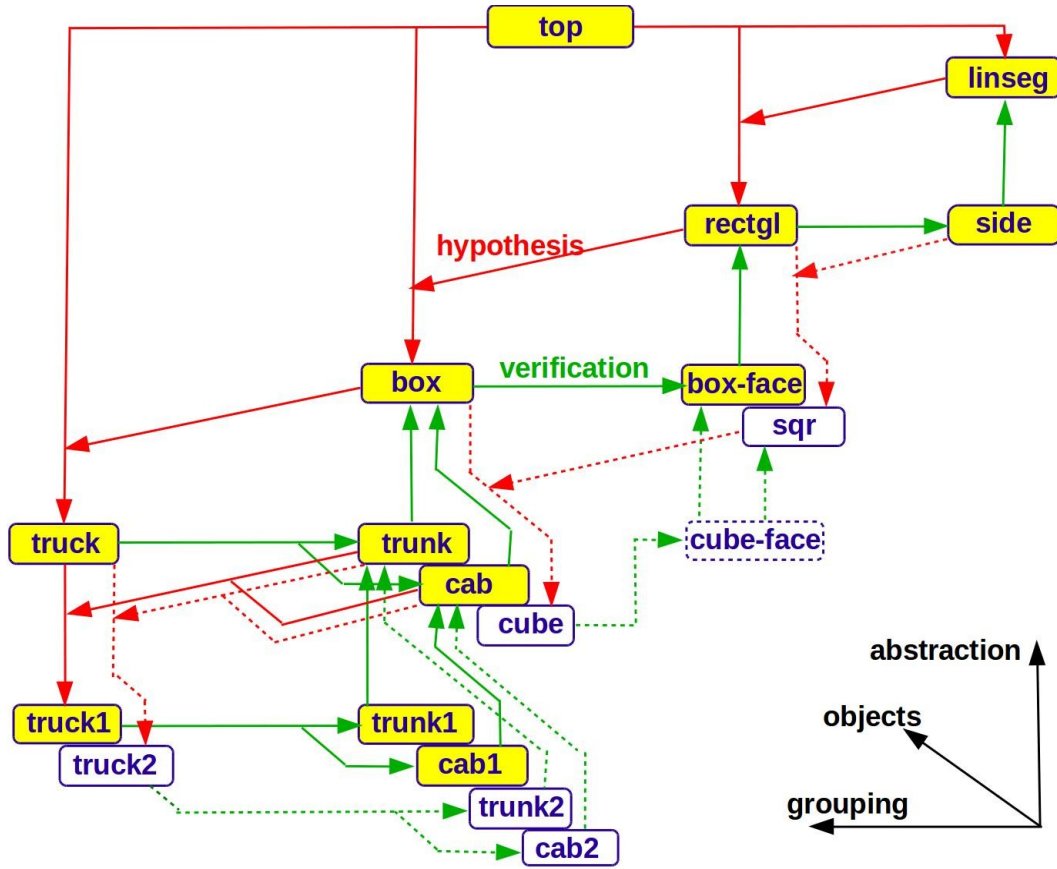 top
linseg
rectgl
side
hypothesis
verification
box
box-face
sqr
truck
trunk
cube-face
cab
cube
abstraction
objects
truck1
trunk1
truck2
cab1
trunk2
grouping
cab2